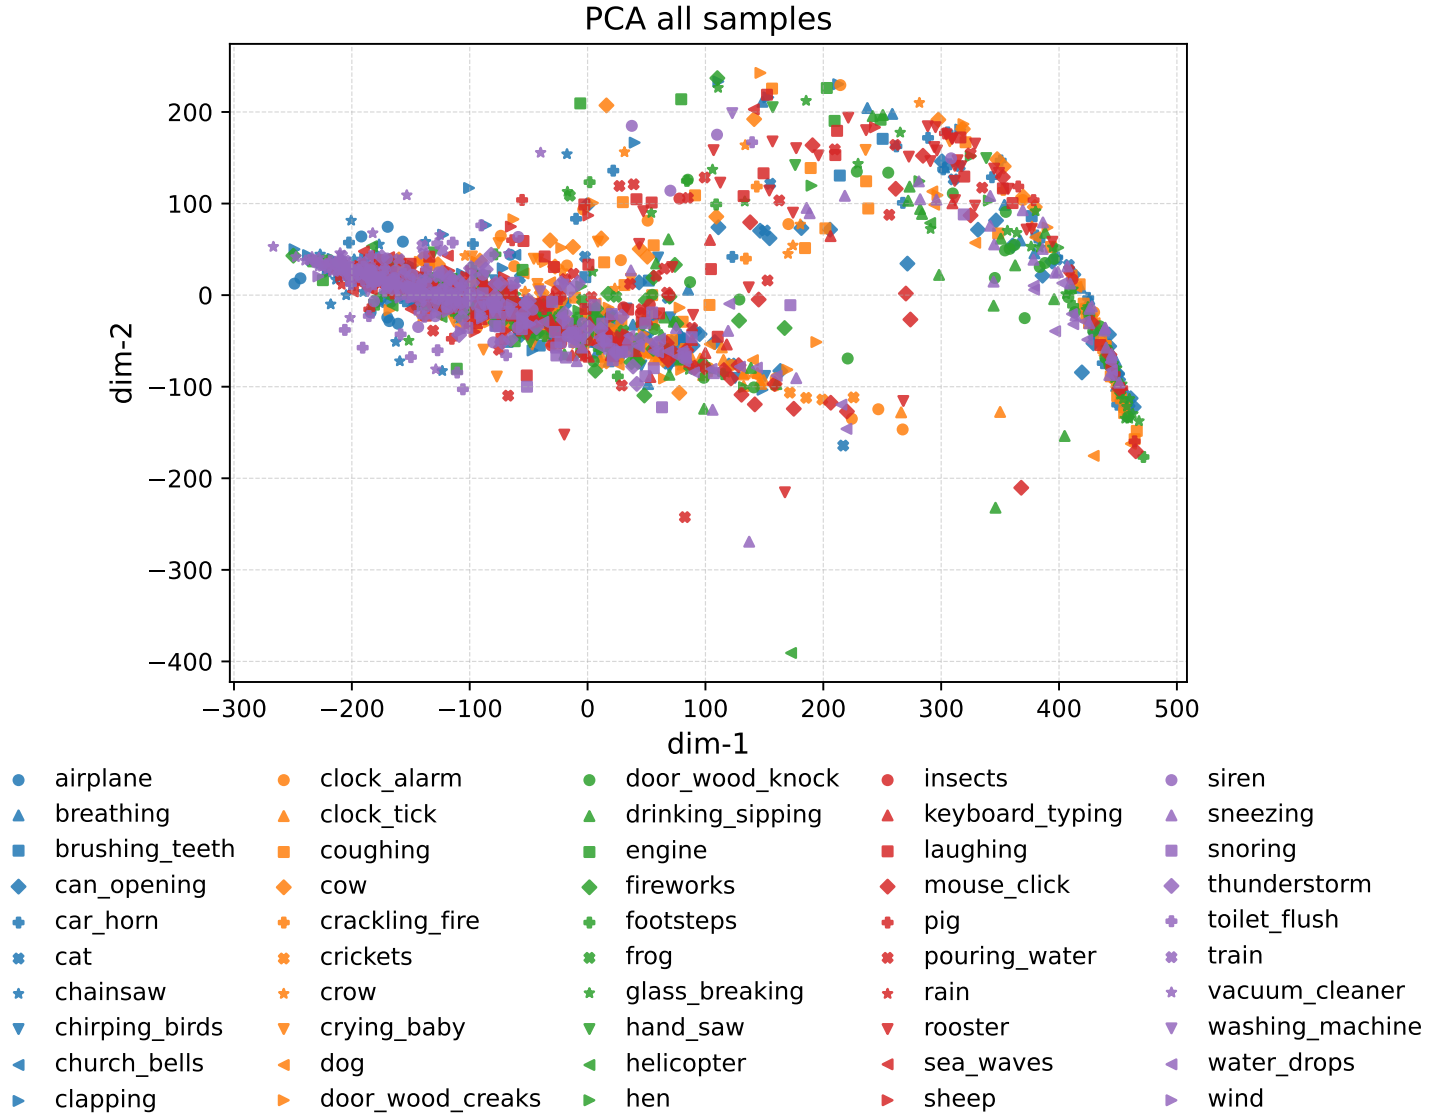 PCA all samples
dim-2
200
100
0
−100
−200
−300
−400
−300 −200 −100 0 100 200 300 400 500
dim-1
airplane clock_alarm door_wood_knock insects siren
breathing clock_tick drinking_sipping keyboard_typing sneezing
brushing_teeth coughing engine laughing snoring
can_opening cow fireworks mouse_click thunderstorm
car_horn crackling_fire footsteps pig toilet_flush
cat crickets frog pouring_water train
chainsaw crow glass_breaking rain vacuum_cleaner
chirping_birds crying_baby hand_saw rooster washing_machine
church_bells dog helicopter sea_waves water_drops
clapping door_wood_creaks hen sheep wind